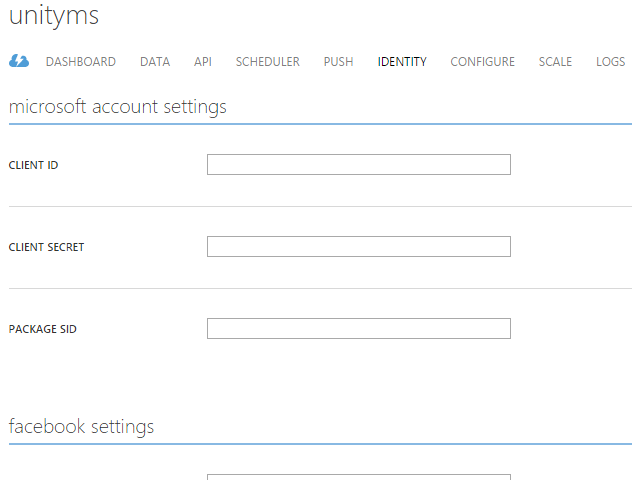 unityms
DASHBOARD DATA API SCHEDULER PUSH IDENTITY CONFIGURE SCALE LOGS
microsoft account settings
CLIENT ID
CLIENT SECRET
PACKAGE SID
facebook settings